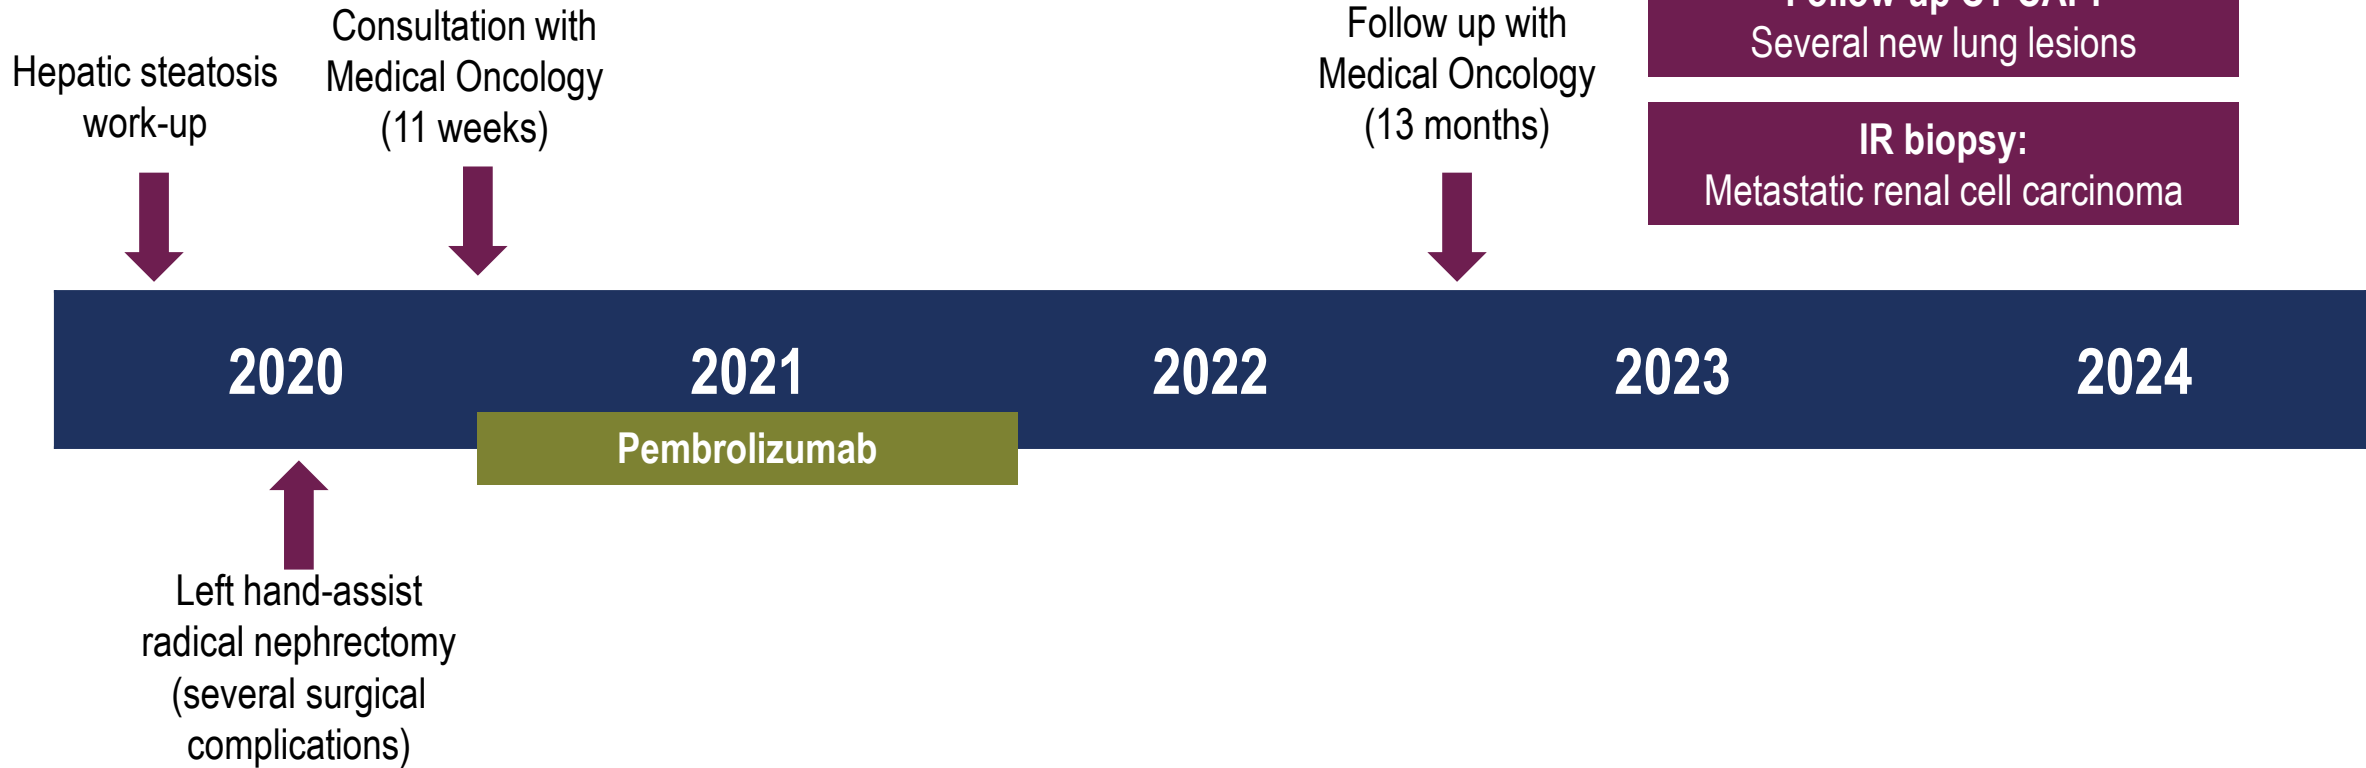 Hepatic steatosis
work-up
Consultation with
Medical Oncology
(11 weeks)
Follow up with
Medical Oncology
(13 months)
Several new lung lesions
IR biopsy:
Metastatic renal cell carcinoma
2020
2021
2022
2023
2024
Pembrolizumab
Left hand-assist
radical nephrectomy
(several surgical
complications)